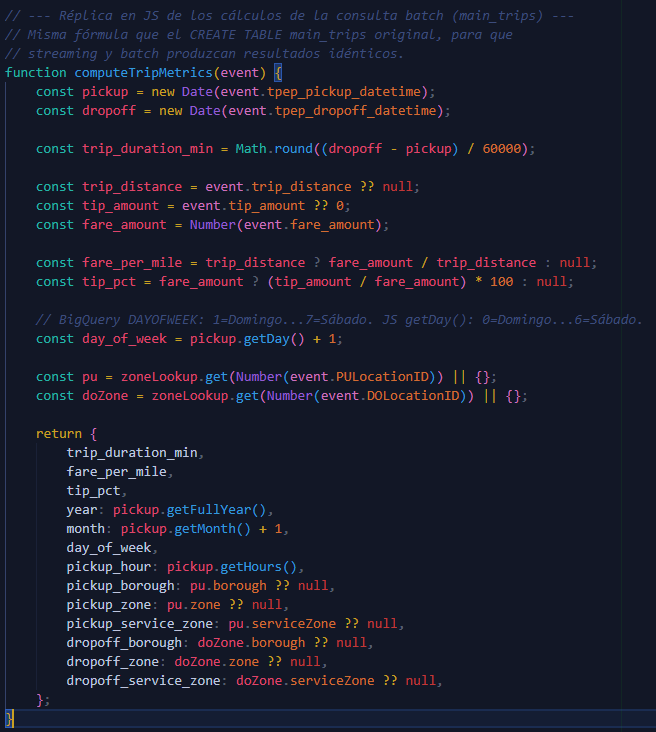 // --- Réplica en JS de los cálculos de la consulta batch (main_trips) ---
// Misma fórmula que el CREATE TABLE main_trips original, para que
// streaming y batch produzcan resultados idénticos.
function computeTripMetrics(event) {
    const pickup = new Date(event.tpep_pickup_datetime);
    const dropoff = new Date(event.tpep_dropoff_datetime);

    const trip_duration_min = Math.round((dropoff - pickup) / 60000);

    const trip_distance = event.trip_distance ?? null;
    const tip_amount = event.tip_amount ?? 0;
    const fare_amount = Number(event.fare_amount);

    const fare_per_mile = trip_distance ? fare_amount / trip_distance : null;
    const tip_pct = fare_amount ? (tip_amount / fare_amount) * 100 : null;

    // BigQuery DAYOFWEEK: 1=Domingo...7=Sábado. JS getDay(): 0=Domingo...6=Sábado.
    const day_of_week = pickup.getDay() + 1;

    const pu = zoneLookup.get(Number(event.PULocationID)) || {};
    const doZone = zoneLookup.get(Number(event.DOLocationID)) || {};

    return {
        trip_duration_min,
        fare_per_mile,
        tip_pct,
        year: pickup.getFullYear(),
        month: pickup.getMonth() + 1,
        day_of_week,
        pickup_hour: pickup.getHours(),
        pickup_borough: pu.borough ?? null,
        pickup_zone: pu.zone ?? null,
        pickup_service_zone: pu.serviceZone ?? null,
        dropoff_borough: doZone.borough ?? null,
        dropoff_zone: doZone.zone ?? null,
        dropoff_service_zone: doZone.serviceZone ?? null,
    };
}